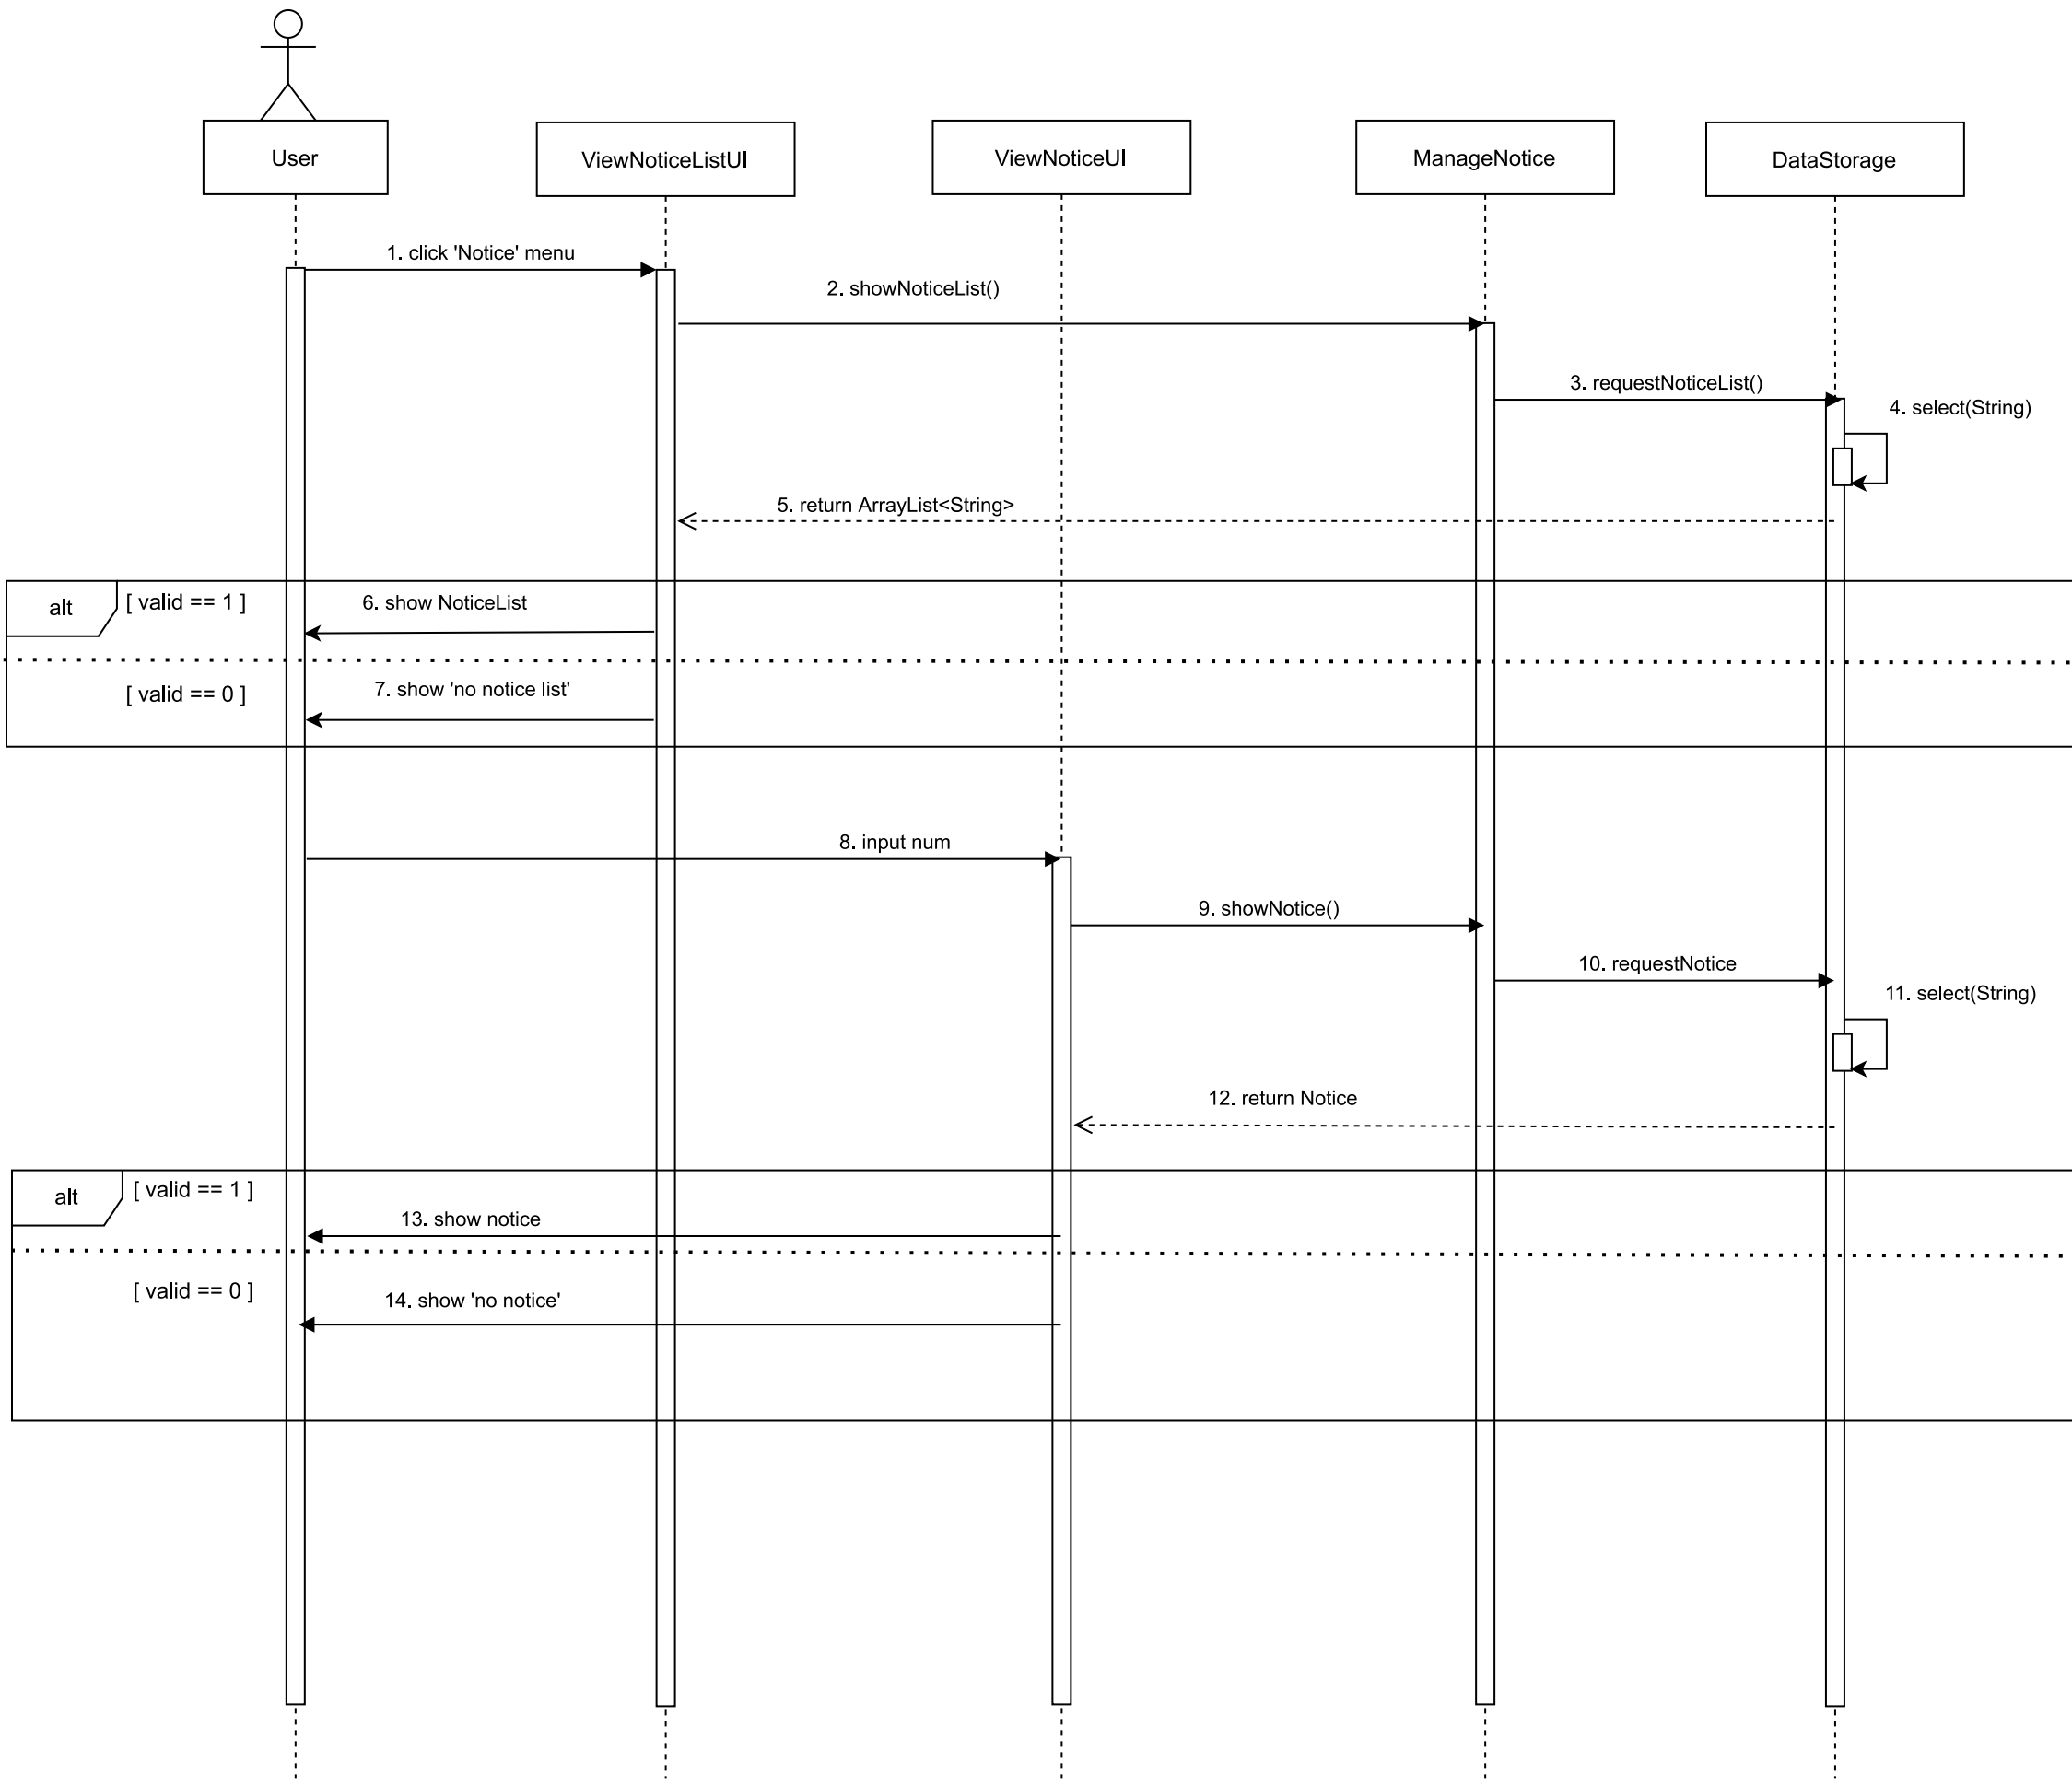 User
ViewNoticeListUI
ViewNoticeUI
ManageNotice
DataStorage
1. click 'Notice' menu
2. showNoticeList()
3. requestNoticeList()
4. select(String)
5. return ArrayList<String>
alt
[ valid == 1 ]
6. show NoticeList
[ valid == 0 ]
7. show 'no notice list'
8. input num
9. showNotice()
10. requestNotice
11. select(String)
12. return Notice
alt
[ valid == 1 ]
13. show notice
[ valid == 0 ]
14. show 'no notice'